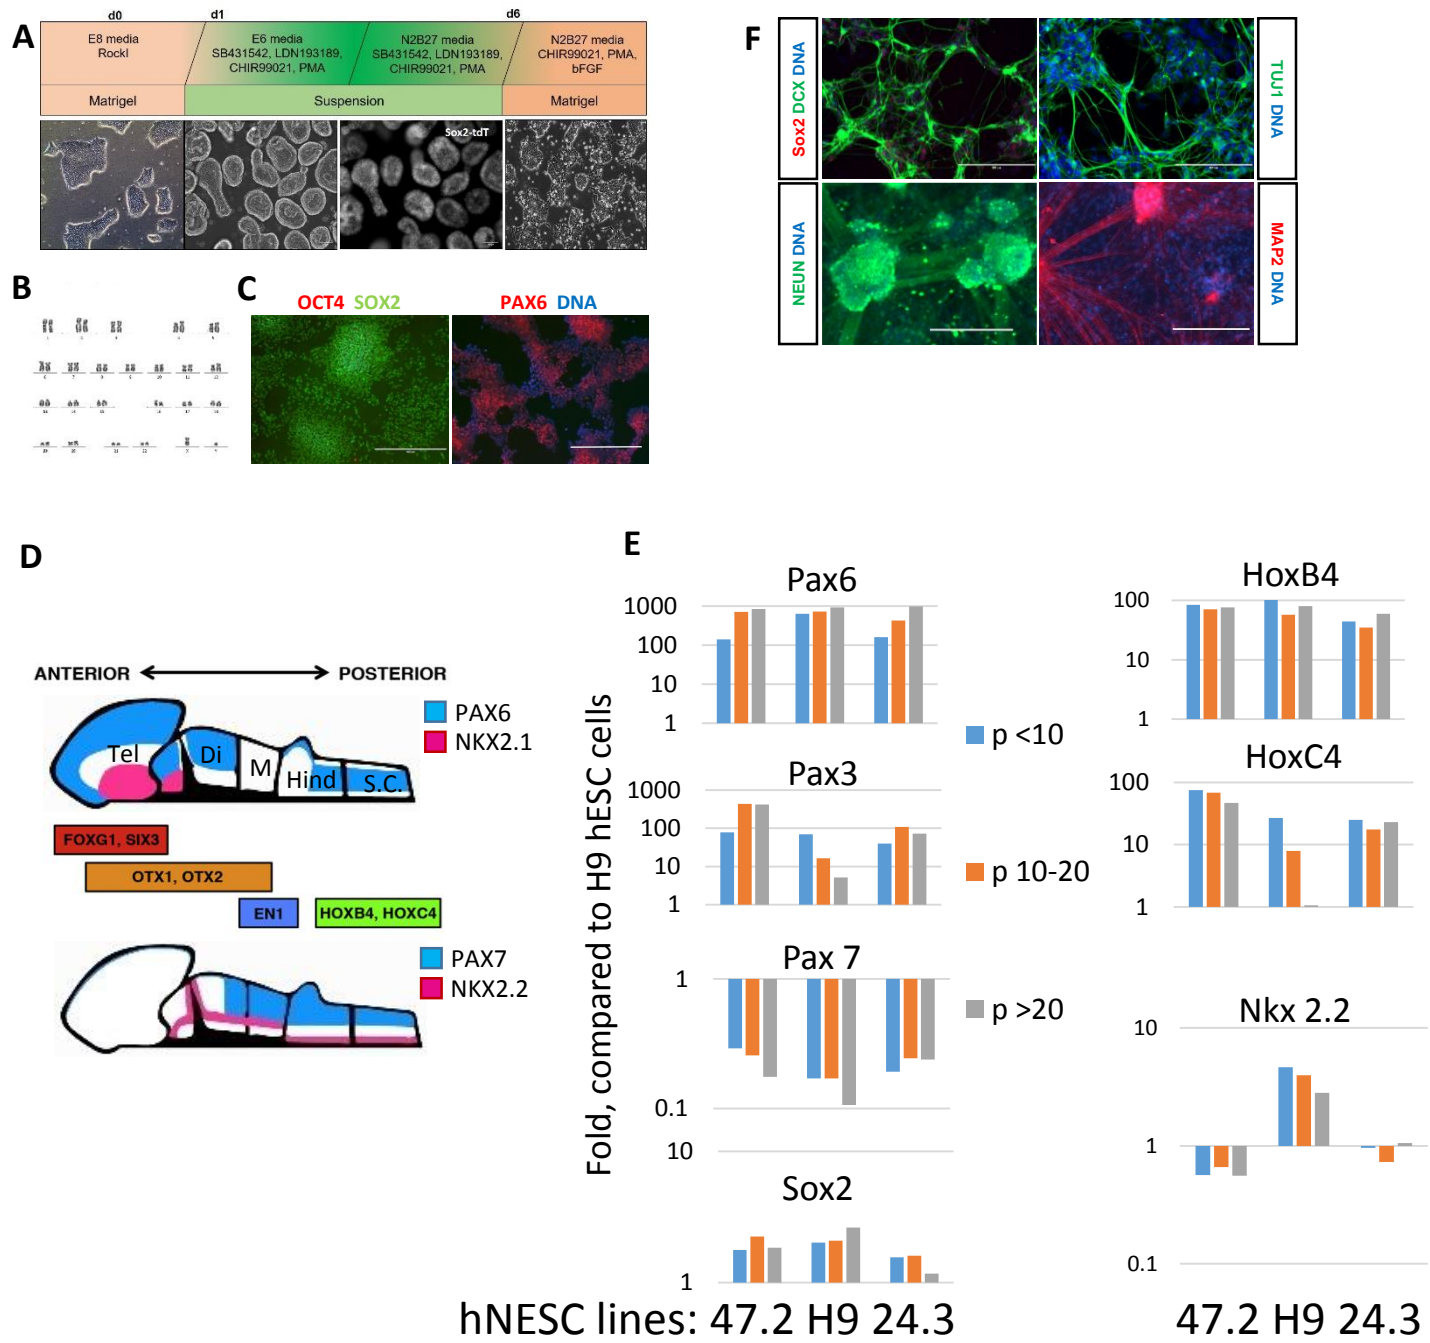 A
d0
d1
d6
E8 media
RockI
E6 media
SB431542, LDN193189,
CHIR99021, PMA
N2B27 media
SB431542, LDN193189,
CHIR99021, PMA
N2B27 media
CHIR99021, PMA,
bFGF
Matrigel
Suspension
Matrigel
Sox2-tdT
B
C
OCT4 SOX2
PAX6 DNA
D
ANTERIOR
POSTERIOR
PAX6
NKX2.1
Tel
Di
M
Hind
S.C.
FOXG1, SIX3
OTX1, OTX2
EN1
HOXB4, HOXC4
PAX7
NKX2.2
E
Fold, compared to H9 hESC cells
Pax6
1000
100
10
1
Pax3
1000
100
10
1
Pax 7
1
0.1
10
Sox2
1
p <10
p 10-20
p >20
HoxB4
100
10
1
HoxC4
100
10
1
Nkx 2.2
10
1
0.1
hNESC lines: 47.2 H9 24.3
47.2 H9 24.3
F
Sox2 DCX DNA
TUJ1 DNA
NEUN DNA
MAP2 DNA